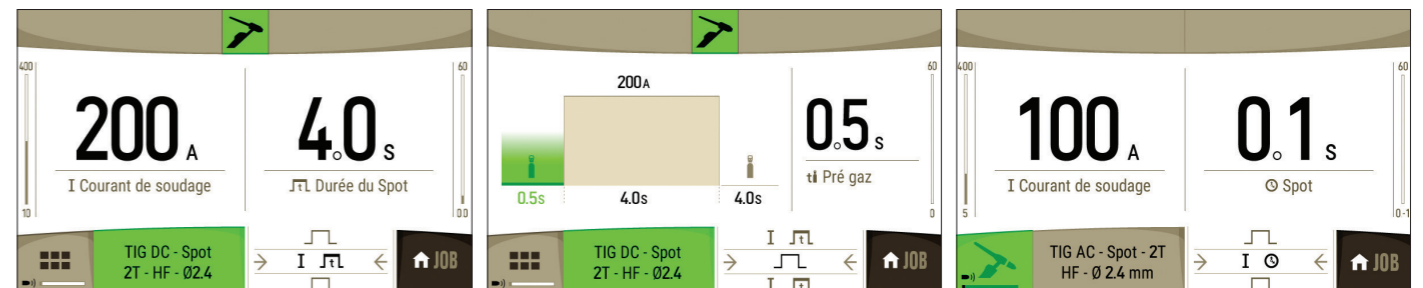 400
60
200 A
4.0 s
I Courant de soudage
t Durée du Spot
10
0.0
TIG DC - Spot
2T - HF - Ø2.4
I t
JOB
60
200A
0.5 s
Pré gaz
0.5s
4.0s
4.0s
0
TIG DC - Spot
2T - HF - Ø2.4
I t
I t
JOB
400
60
100 A
0.1 s
I Courant de soudage
Spot
5
0-1
TIG AC - Spot - 2T
HF - Ø 2.4 mm
I
JOB